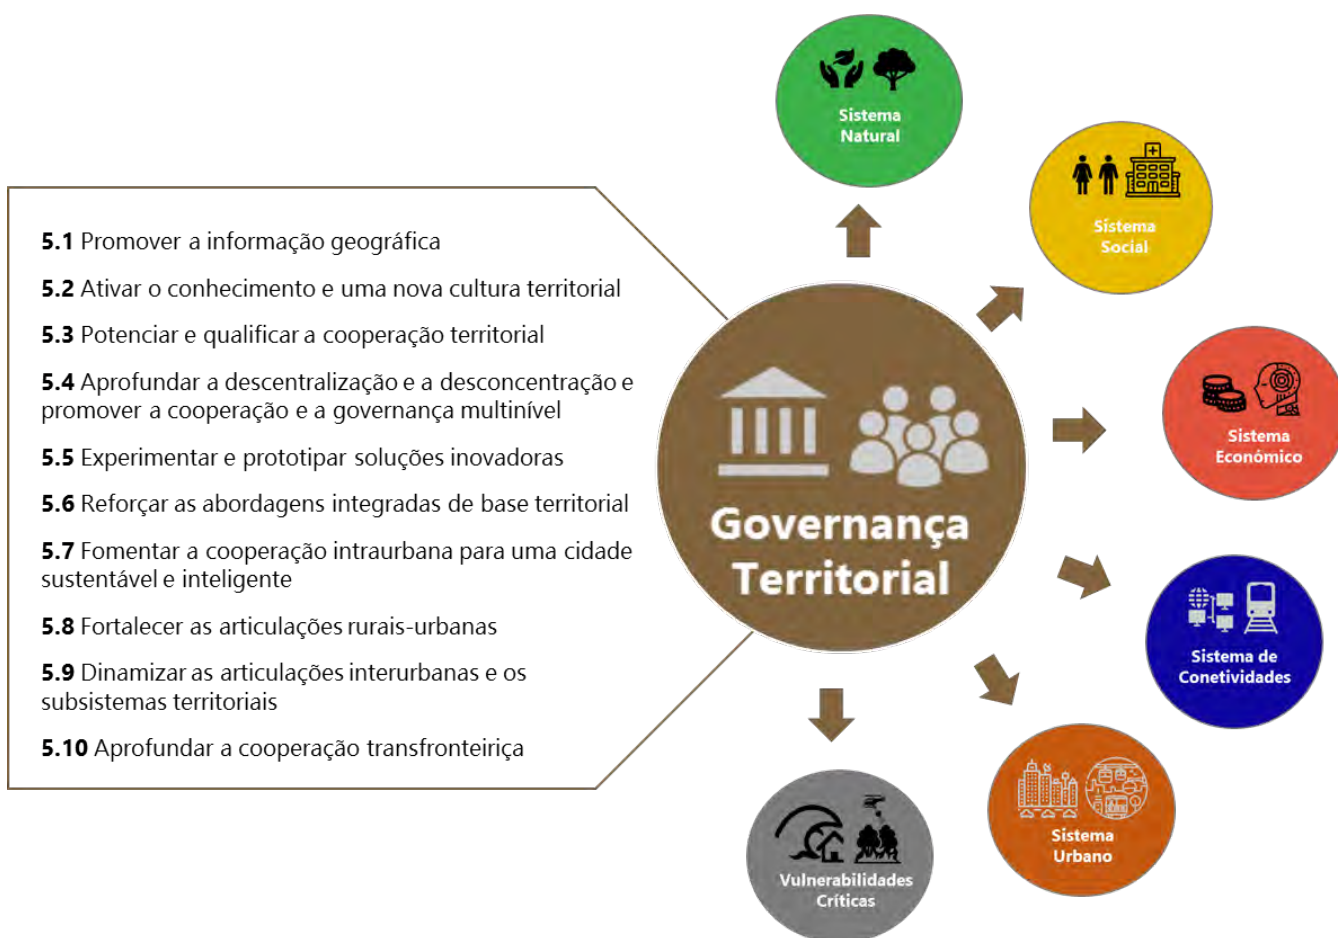 5.1 Promover a informação geográfica
5.2 Ativar o conhecimento e uma nova cultura territorial
5.3 Potenciar e qualificar a cooperação territorial
5.4 Aprofundar a descentralização e a desconcentração e
promover a cooperação e a governança multinível
5.5 Experimentar e prototipar soluções inovadoras
5.6 Reforçar as abordagens integradas de base territorial
5.7 Fomentar a cooperação intraurbana para uma cidade
sustentável e inteligente
5.8 Fortalecer as articulações rurais-urbanas
5.9 Dinamizar as articulações interurbanas e os
subsistemas territoriais
5.10 Aprofundar a cooperação transfronteiriça
Governança
Territorial
Sistema
Natural
Sistema
Social
Sistema
Económico
Sistema de
Conetividades
Sistema
Urbano
Vulnerabilidades
Críticas